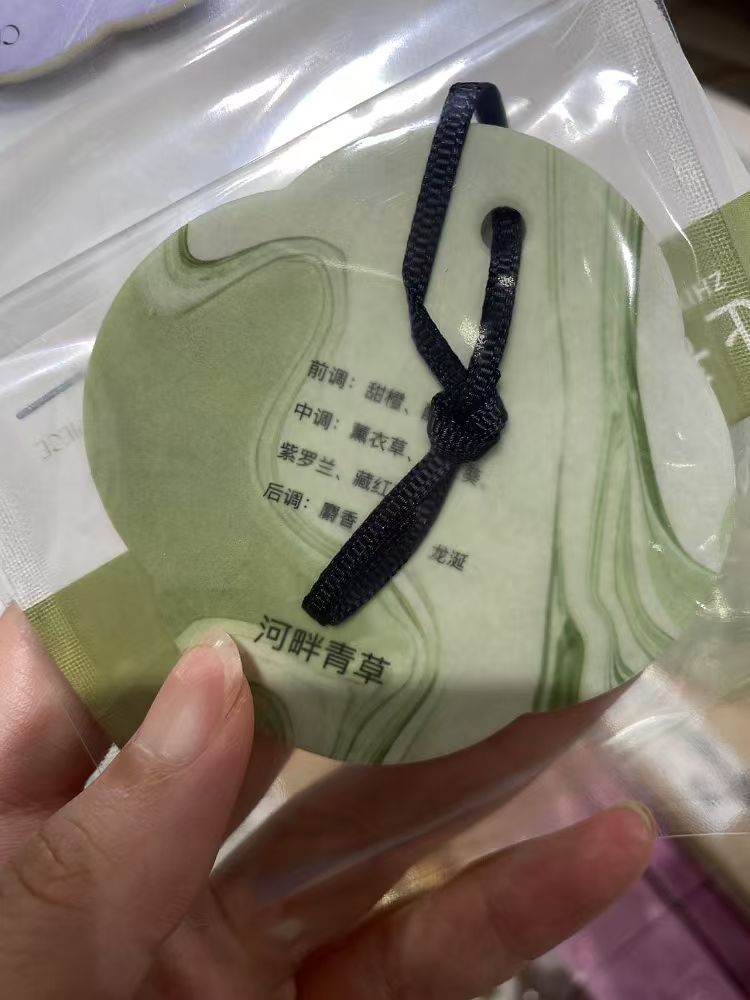 前调：甜橙、
中调：薰衣草、 葵
紫罗兰、藏红
后调：麝香 龙涎
河畔青草